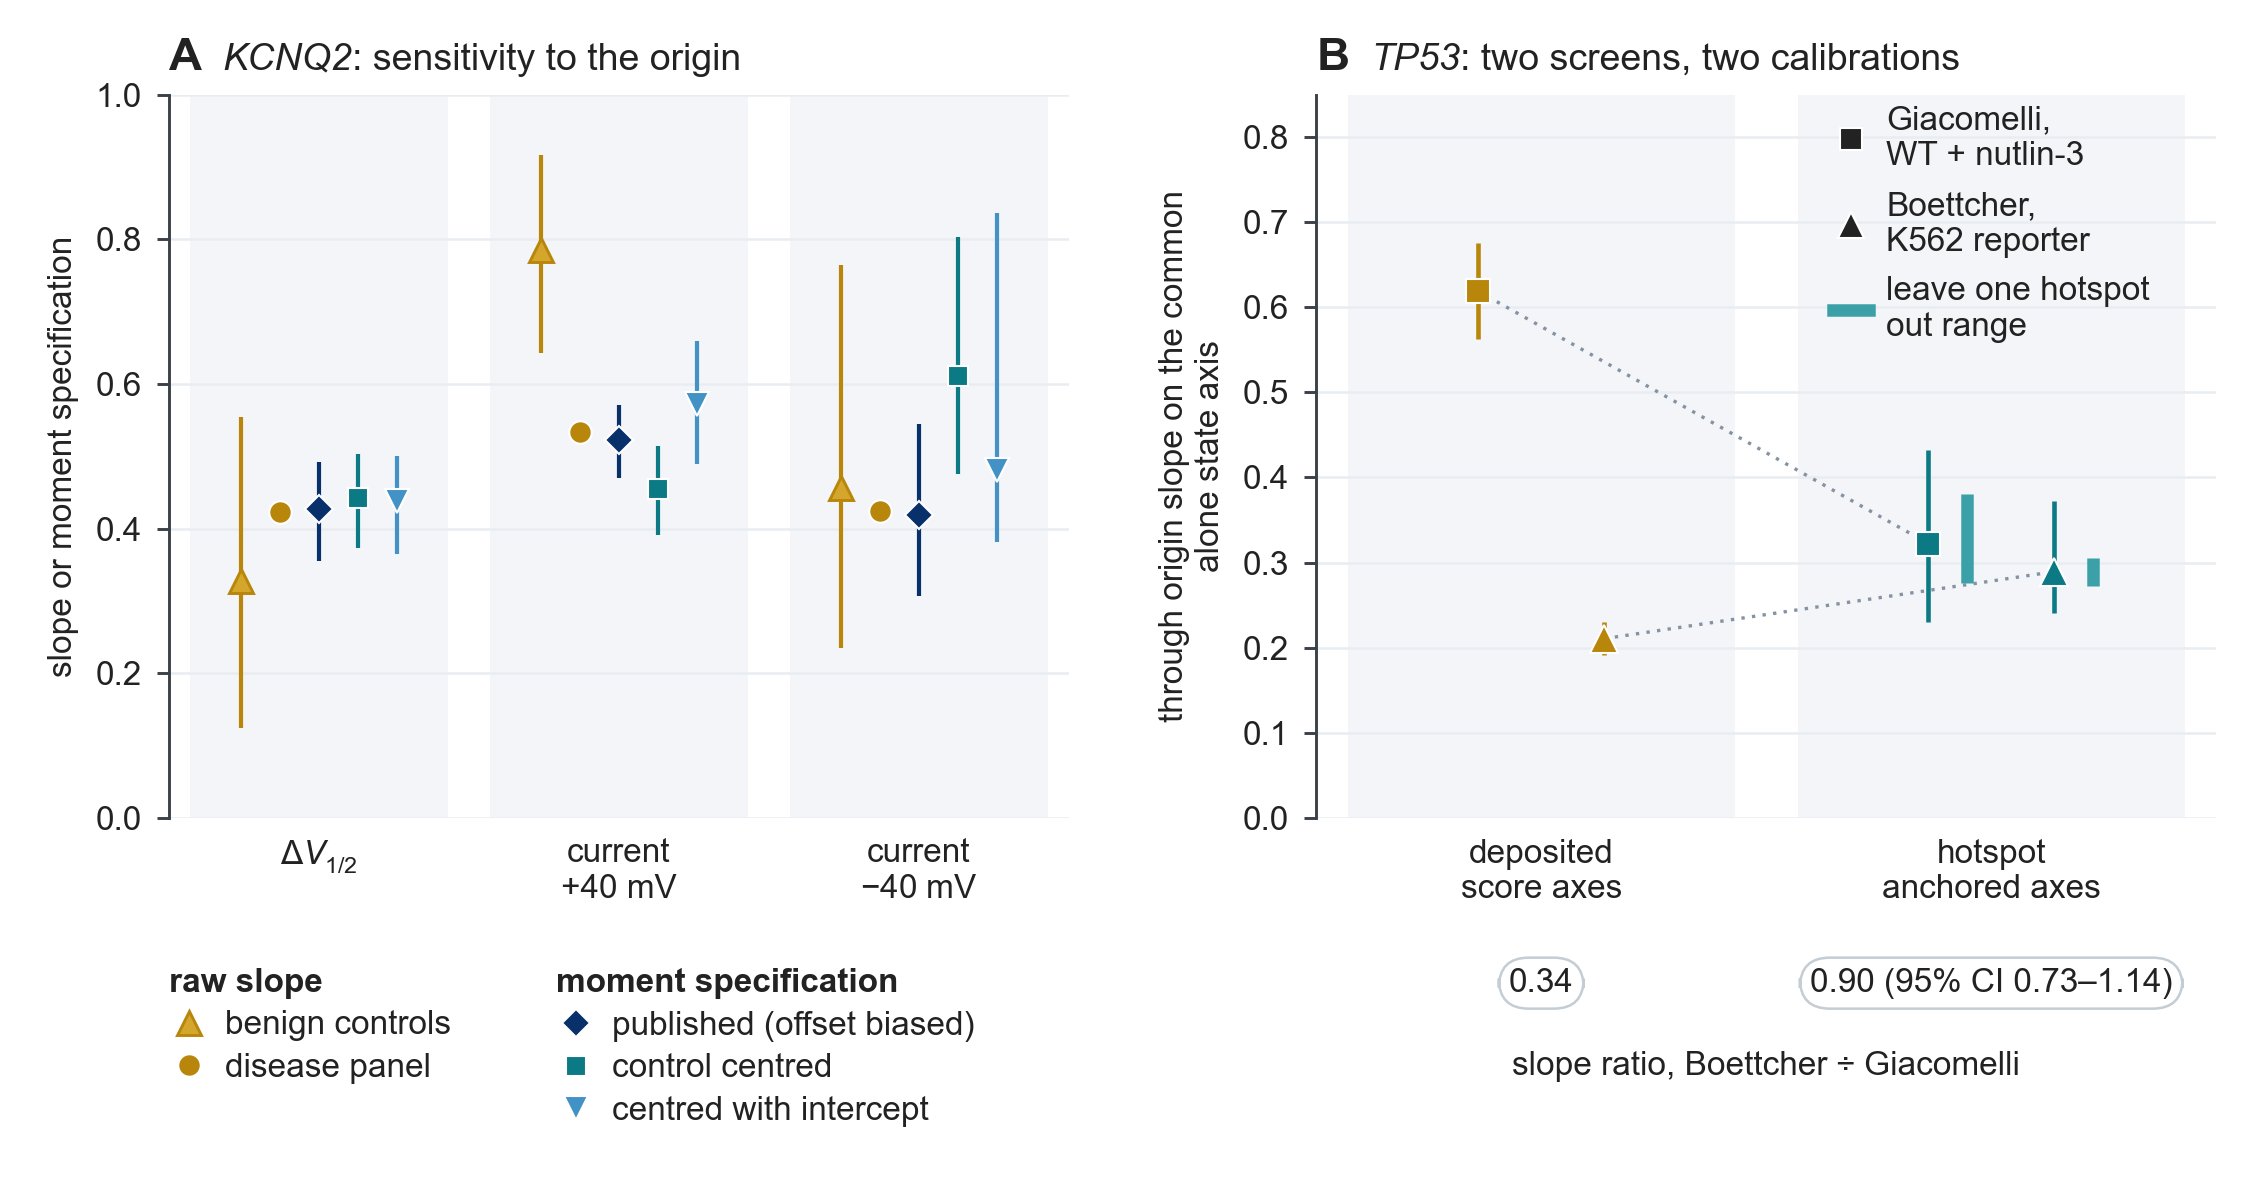 A KCNQ2: sensitivity to the origin
slope or moment specification
1.0
0.8
0.6
0.4
0.2
0.0
ΔV1/2
current
+40 mV
current
−40 mV
raw slope
benign controls
disease panel
moment specification
published (offset biased)
control centred
centred with intercept
B TP53: two screens, two calibrations
through origin slope on the common
alone state axis
0.8
0.7
0.6
0.5
0.4
0.3
0.2
0.1
0.0
Giacomelli,
WT + nutlin-3
Boettcher,
K562 reporter
leave one hotspot
out range
deposited
score axes
hotspot
anchored axes
0.34
0.90 (95% CI 0.73–1.14)
slope ratio, Boettcher ÷ Giacomelli